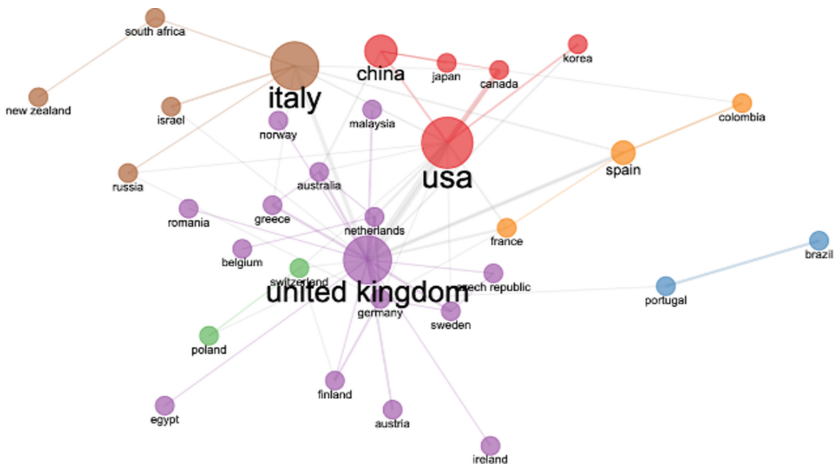 south africa
korea
china
japan
canada
italy
new zealand
israel
colombia
norway
malaysia
usa
spain
russia
australia
romania
greece
netherlands
france
brazil
belgium
switzerland
united kingdom
czech republic
portugal
germany
sweden
poland
finland
egypt
austria
ireland